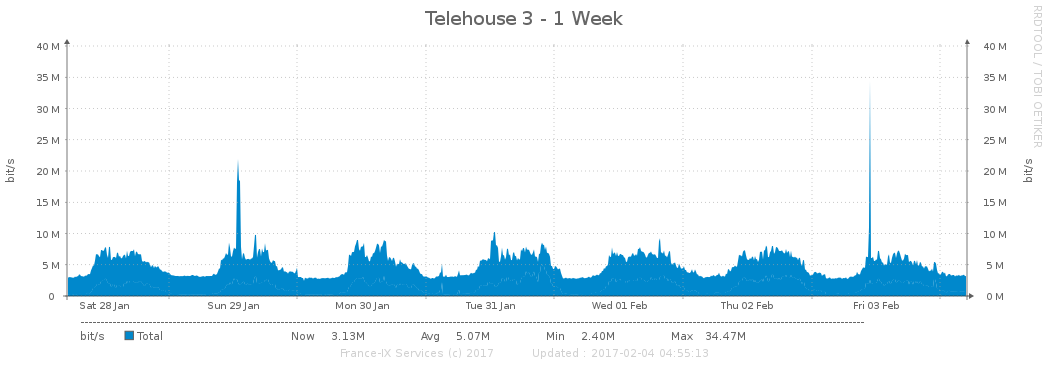 Telehouse 3 - 1 Week
RRDTOOL / TOBI OETIKER
40 M 40 M
35 M 35 M
30 M 30 M
25 M 25 M
20 M 20 M
15 M 15 M
10 M 10 M
5 M 5 M
0 0 M
bit/s bit/s
Sat 28 Jan Sun 29 Jan Mon 30 Jan Tue 31 Jan Wed 01 Feb Thu 02 Feb Fri 03 Feb
bit/s Total Now 3.13M Avg 5.07M Min 2.40M Max 34.47M
France-IX Services (c) 2017 Updated : 2017-02-04 04:55:13